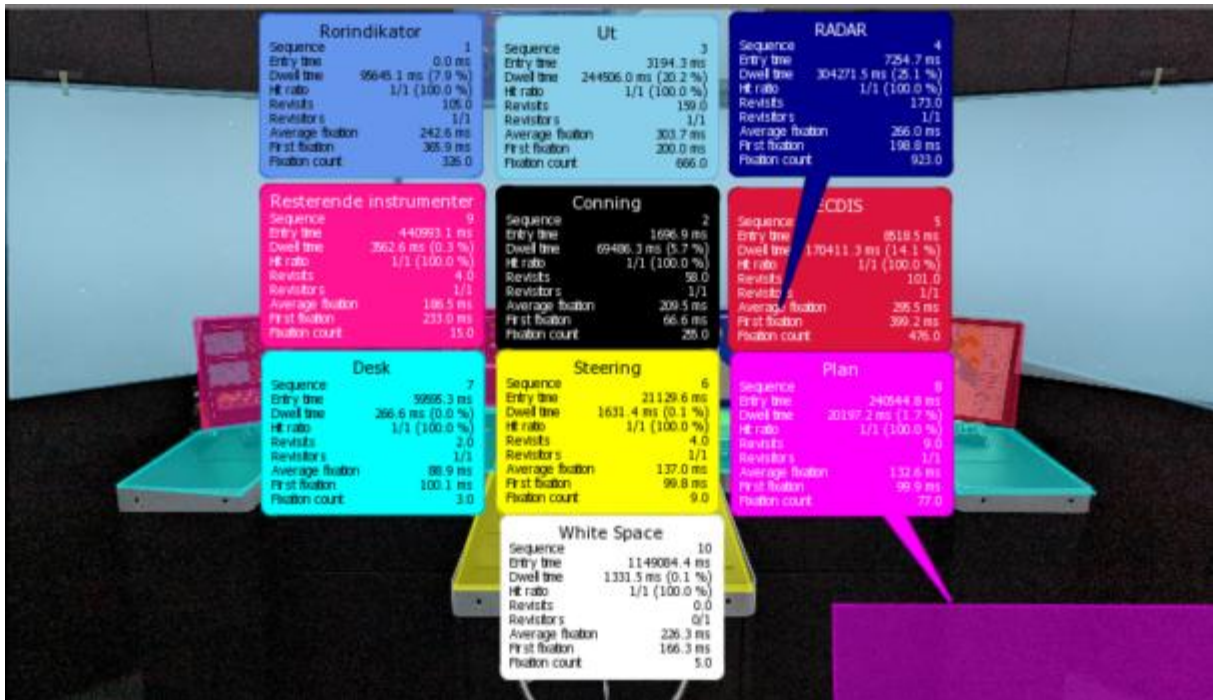 Rorindikator
Sequence 1
Entry time 0.0 ms
Dwell time 95645.1 ms (7.9 %)
Hit ratio 1/1 (100.0 %)
Revisits 105.0
Revisitors 1/1
Average fixation 242.6 ms
First fixation 365.9 ms
Fixation count 326.0
Ut
Sequence 3
Entry time 3194.3 ms
Dwell time 244506.0 ms (20.2 %)
Hit ratio 1/1 (100.0 %)
Revisits 159.0
Revisitors 1/1
Average fixation 303.7 ms
First fixation 200.0 ms
Fixation count 666.0
RADAR
Sequence 4
Entry time 7254.7 ms
Dwell time 304271.5 ms (25.1 %)
Hit ratio 1/1 (100.0 %)
Revisits 173.0
Revisitors 1/1
Average fixation 266.0 ms
First fixation 198.8 ms
Fixation count 923.0
Resterende instrumenter
Sequence 9
Entry time 440993.1 ms
Dwell time 3562.6 ms (0.3 %)
Hit ratio 1/1 (100.0 %)
Revisits 4.0
Revisitors 1/1
Average fixation 186.5 ms
First fixation 233.0 ms
Fixation count 15.0
Conning
Sequence 2
Entry time 1696.9 ms
Dwell time 69486.3 ms (5.7 %)
Hit ratio 1/1 (100.0 %)
Revisits 58.0
Revisitors 1/1
Average fixation 209.5 ms
First fixation 66.6 ms
Fixation count
ECDIS
Sequence 5
Entry time 8518.5 ms
Dwell time 170411.3 ms (14.1 %)
Hit ratio 1/1 (100.0 %)
Revisits 101.0
Revisitors 1/1
Average fixation 295.5 ms
First fixation 399.2 ms
Fixation count 476.0
Desk
Sequence 7
Entry time
Dwell time 266.6 ms (0.0 %)
Hit ratio 1/1 (100.0 %)
Revisits 2.0
Revisitors 1/1
Average fixation 88.9 ms
First fixation 100.1 ms
Fixation count 3.0
Steering
Sequence 6
Entry time 21129.6 ms
Dwell time 1631.4 ms (0.1 %)
Hit ratio 1/1 (100.0 %)
Revisits 4.0
Revisitors 1/1
Average fixation 137.0 ms
First fixation 99.8 ms
Fixation count 9.0
Plan
Sequence 8
Entry time 240544.8 ms
Dwell time 20197.2 ms (1.7 %)
Hit ratio 1/1 (100.0 %)
Revisits 9.0
Revisitors 1/1
Average fixation 132.6 ms
First fixation 99.9 ms
Fixation count 77.0
White Space
Sequence 10
Entry time 1149084.4 ms
Dwell time 1331.5 ms (0.1 %)
Hit ratio 1/1 (100.0 %)
Revisits 0.0
Revisitors 0/1
Average fixation 226.3 ms
First fixation 166.3 ms
Fixation count 5.0